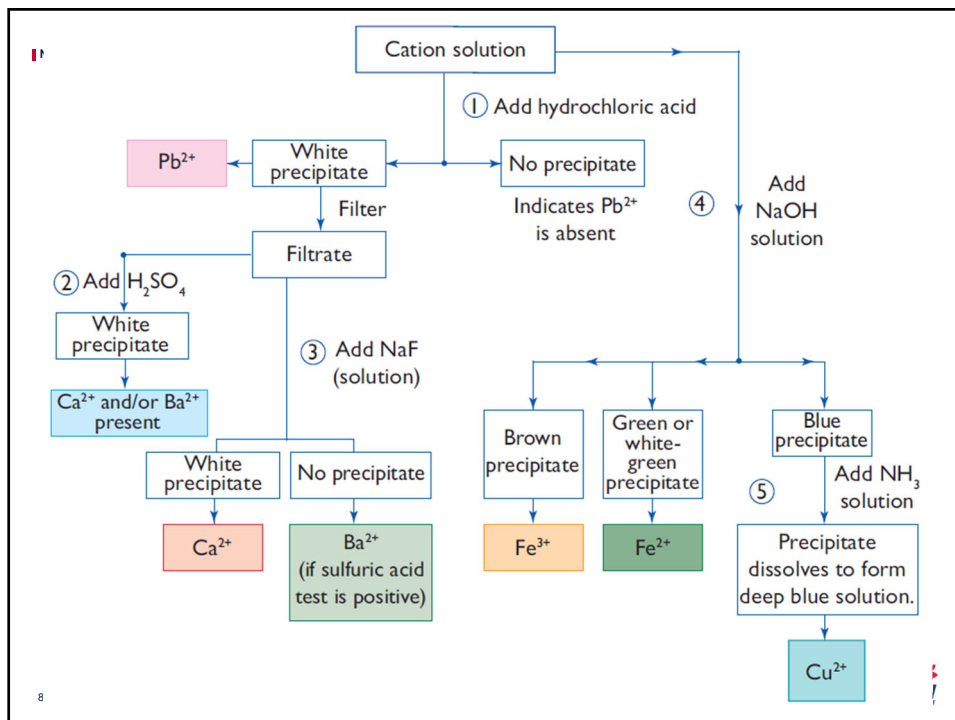 Cation solution
① Add hydrochloric acid
Pb²⁺
White
precipitate
No precipitate
Indicates Pb²⁺
is absent
Filter
Filtrate
② Add H₂SO₄
White
precipitate
Ca²⁺ and/or Ba²⁺
present
③ Add NaF
(solution)
White
precipitate
No precipitate
Ca²⁺
Ba²⁺
(if sulfuric acid
test is positive)
④
Add
NaOH
solution
Brown
precipitate
Green or
white-
green
precipitate
Blue
precipitate
⑤ Add NH₃
solution
Fe³⁺
Fe²⁺
Precipitate
dissolves to form
deep blue solution.
Cu²⁺
8